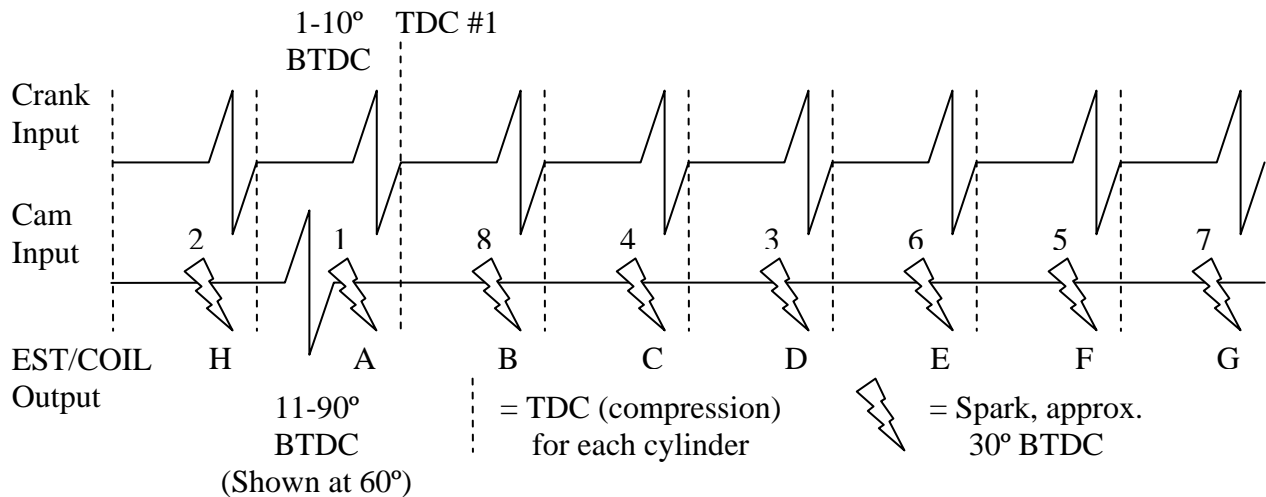 1-10º
BTDC
TDC #1
Crank
Input
Cam
Input
2 1 8 4 3 6 5 7
EST/COIL
Output
H A B C D E F G
11-90º
BTDC
(Shown at 60º)
= TDC (compression)
for each cylinder
= Spark, approx.
30º BTDC